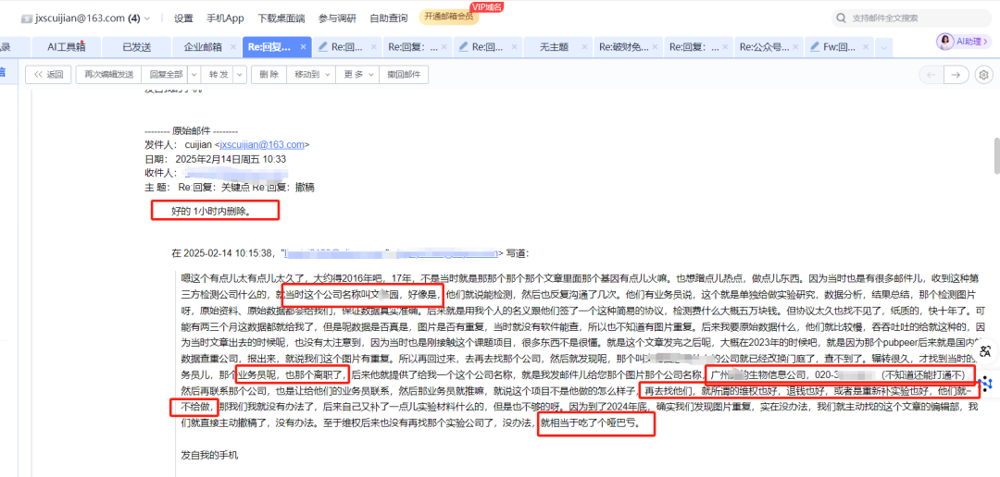 jxscuijian@163.com (4) 设置 手机App 下载桌面端 参与调研 自助查询 开通邮箱会员 VIP域名 支持邮件全文搜索
录 AI工具箱 已发送 企业邮箱 Re:回复... Re:回... Re:回复：... Re:回... 无主题 Re:破财免... Re:回复：... Re:公众号... Fw:回... AI助理
信 << 返回 再次编辑发送 回复全部 转 发 删 除 移动到 更 多 撤回邮件
发自我的手机
-------- 原始邮件 --------
发件人： cuijian <jxscuijian@163.com>
日期： 2025年2月14日周五 10:33
收件人：
主 题： Re:回复：关键点 Re:回复：撤稿
好的 1小时内删除。
在 2025-02-14 10:15:38，" > 写道：
嗯这个有点儿太有点儿太久了，大约得2016年吧，17年，不是当时就是那那个那个那个文章里面那个基因有点儿火嘛。也想蹭点儿热点，做点儿东西。因为当时也是有很多邮件儿，收到这种第
三方检测公司什么的，就当时这个公司名称叫文 园，好像是，他们就说能检测，然后也反复沟通了几次。他们有业务员说，这个就是单独给做实验研究，数据分析，结果总结，那个检测图片
呀，原始资料、原始数据都会给我们，保证数据真实准确。后来就是用我个人的名义跟他们签了一个这种简易的协议，检测费什么大概五万块钱。但协议太久也找不见了，纸质的，快十年了。可
能有两三个月这数据都就给我了，但是呢数据是否真是，图片是否有重复，当时就没有软件能查，所以也不知道有图片重复。后来我要原始数据什么，他们就比较慢，吞吞吐吐的给就这种的，因
为当时文章出去的时候呢，也没有太注意到，因为当时也是刚接触这个课题项目，很多东西不是很懂。就是这个文章发完之后呢，大概在2023年的时候吧，就是因为那个pubpeer后来就是国内
数据查重公司，报出来，就说我们这个图片有重复。所以再回过来，去再去找那个公司，然后就发现呢，那个叫 的公司就已经改换门庭了，查不到了。辗转很久，才找到当时的
务员儿，那个业务员呢，也那个离职了，后来他就提供了给我一个这个公司名称，就是我发邮件儿给您那个图片那个公司名称，广州 的生物信息公司，020-3 （不知道还能打通不）
然后再联系那个公司，也是让给他们的业务员联系，然后那业务员就推嘛，就说这个项目不是他做的怎么样子，再去找他们，就所谓的维权也好，退钱也好，或者是重新补实验也好，他们就一
不给做，那我们我就没有办法了，后来自己又补了一点儿实验材料什么的，但是也不够的呀。因为到了2024年底，确实我们发现图片重复，实在没办法，我们就主动找的这个文章的编辑部，我
们就直接主动撤稿了，没有办法。至于维权后来也没有再找那个实验公司了，没办法，就相当于吃了个哑巴亏。
发自我的手机